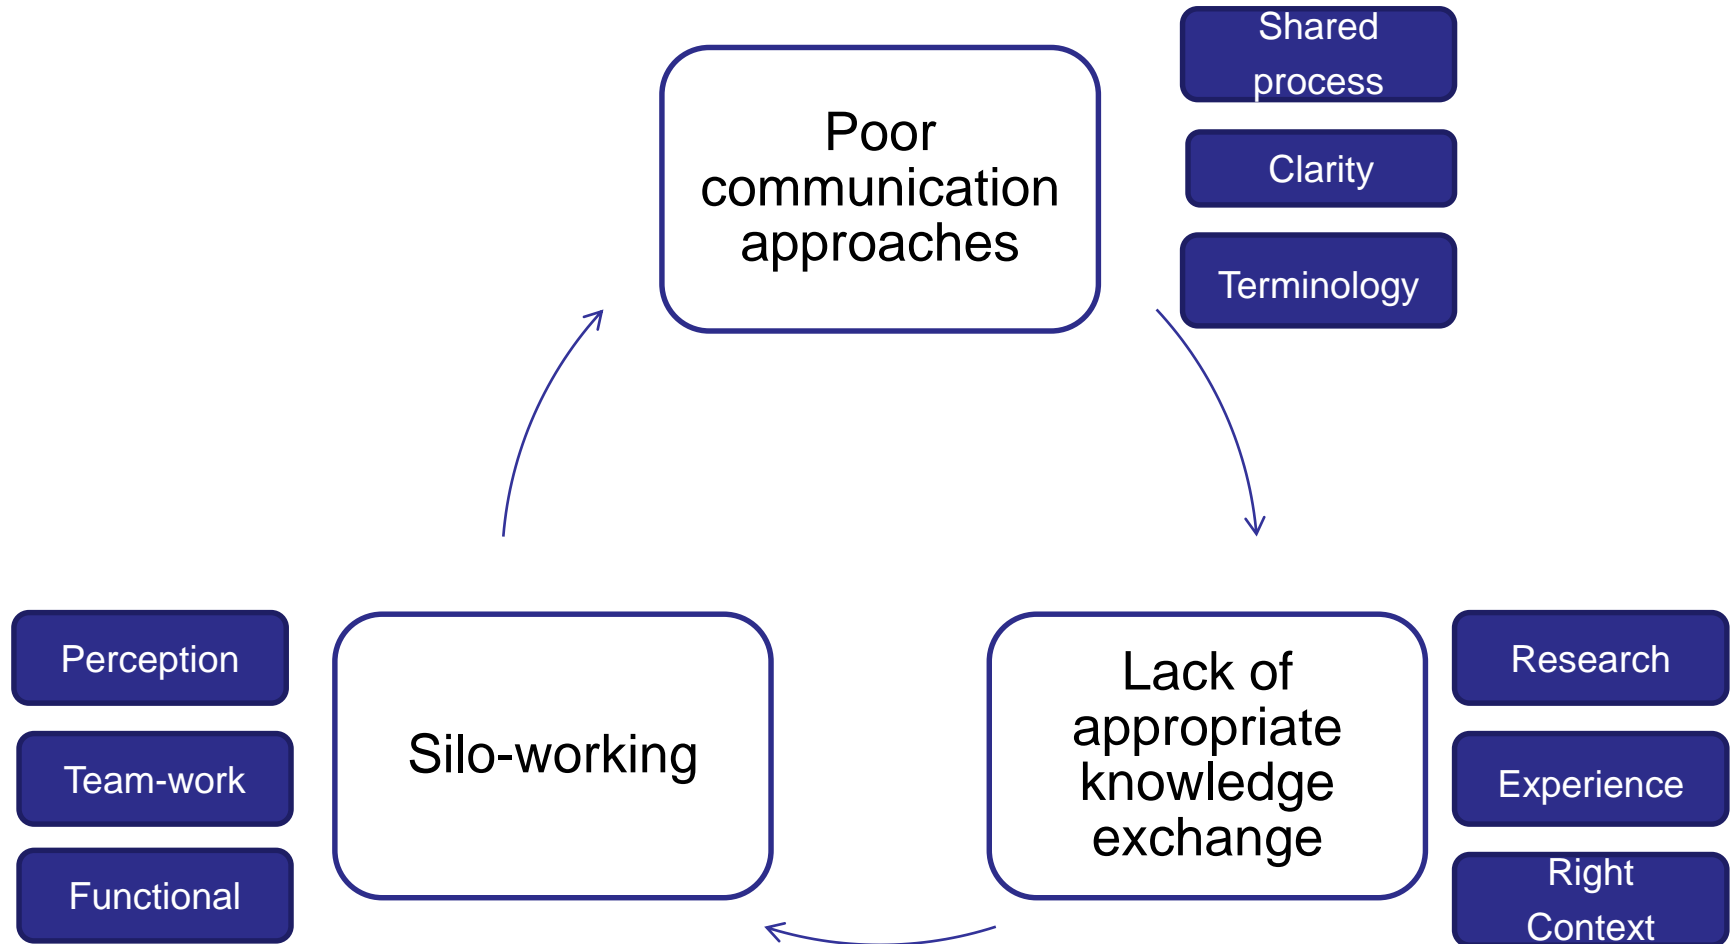 Shared
process
Poor
communication
approaches
Clarity
Terminology
Perception
Team-work
Functional
Silo-working
Lack of
appropriate
knowledge
exchange
Research
Experience
Right
Context